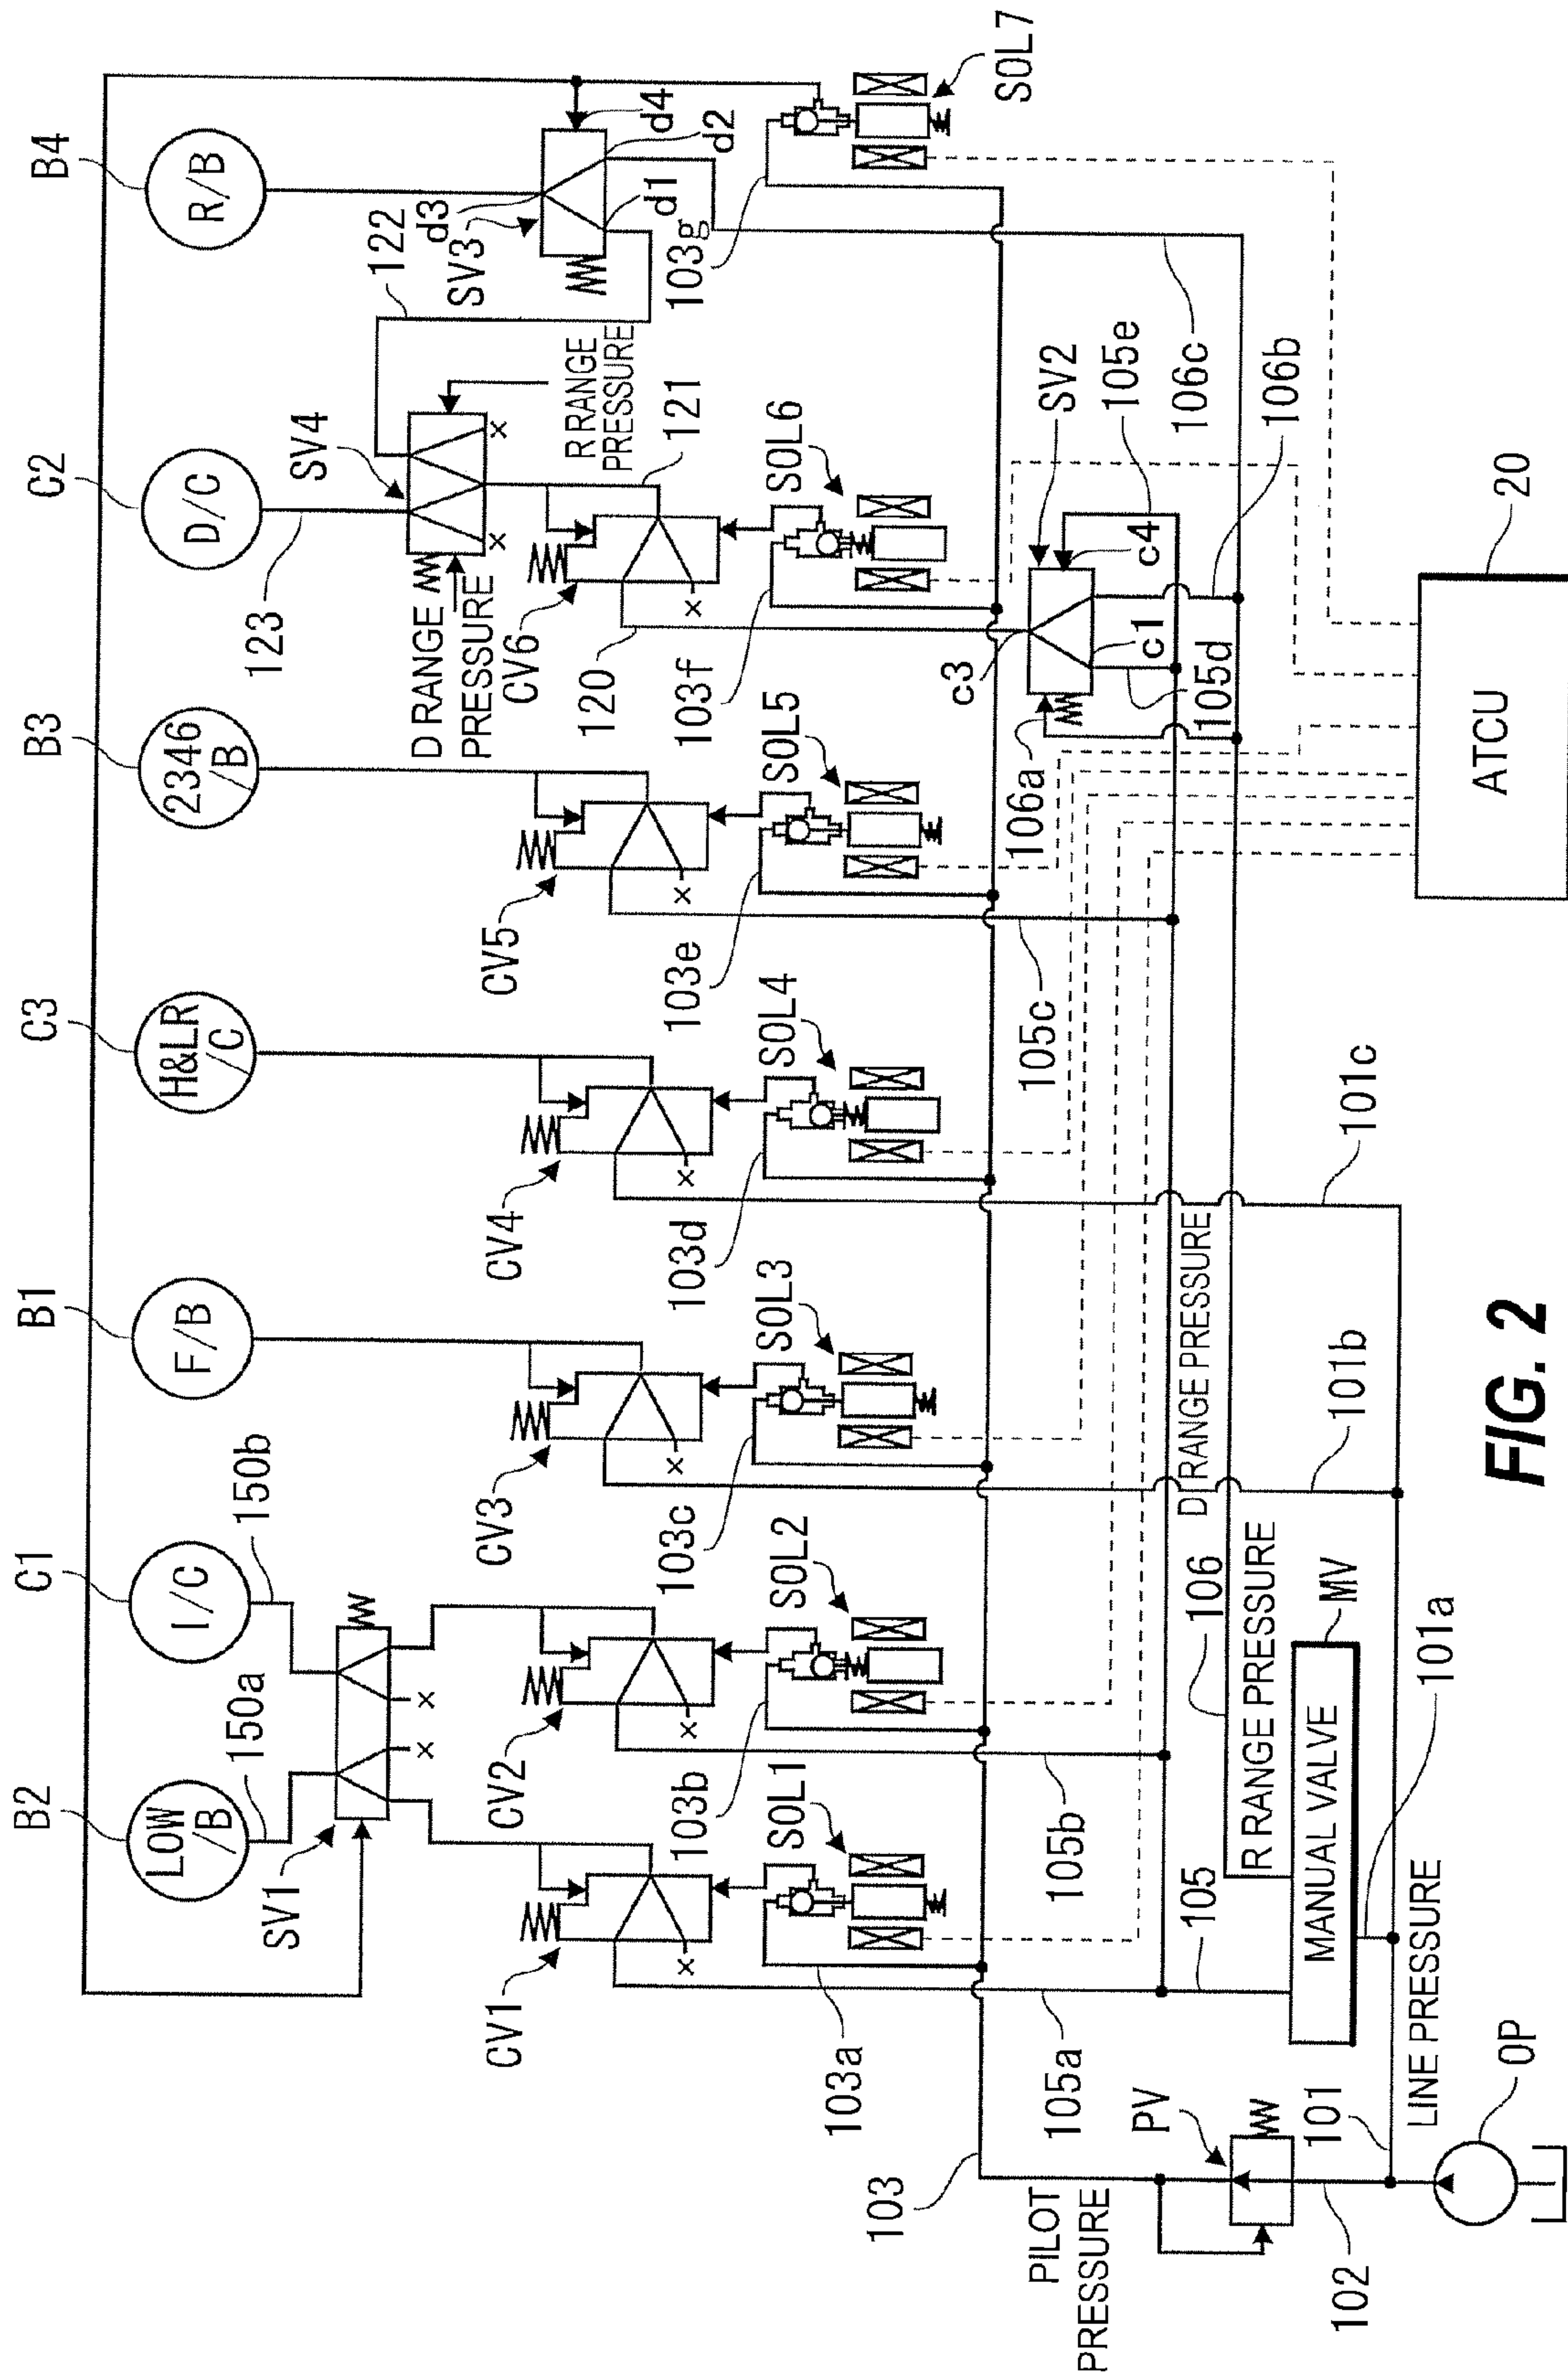 B2
C1
B1
C3
B3
C2
B4
LOW
/B
I/C
F/B
H&LR
/C
2346
/B
D/C
R/B
150a
150b
SV1
123
SV4
122
d3
SV3
d4
d2
d1
D RANGE
PRESSURE
R RANGE
PRESSURE
CV1
CV2
CV3
CV4
CV5
CV6
120
121
103g
x
x
x
x
x
x
x
x
x
x
103a
SOL1
103b
SOL2
103c
SOL3
103d
SOL4
103e
SOL5
103f
SOL6
SOL7
103
PILOT
PRESSURE
105a
105b
105c
c3
106a
c1
c4
105d
SV2
105e
106c
106b
D RANGE PRESSURE
PV
105
R RANGE PRESSURE
106
MANUAL VALVE
MV
101a
101b
101c
102
101
LINE PRESSURE
OP
ATCU
20
FIG. 2